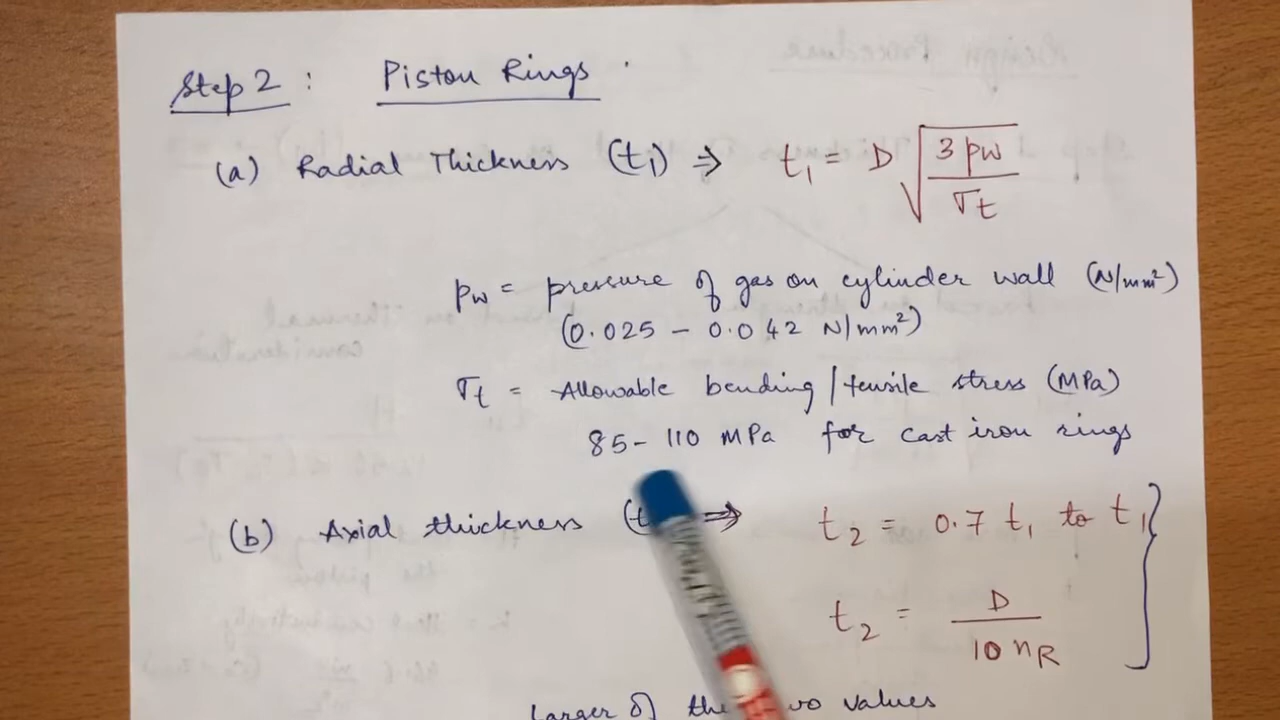 Step 2 : Piston Rings.
(a) Radial Thickness (t₁) ⇒ t₁ = D √(3 pw / σt)
pw = pressure of gas on cylinder wall (N/mm²)
(0.025 - 0.042 N/mm²)
σt = Allowable bending/tensile stress (MPa)
85 - 110 MPa for cast iron rings
(b) Axial thickness (t ⇒ t₂ = 0.7 t₁ to t₁
t₂ = D / 10 nR
Larger of values